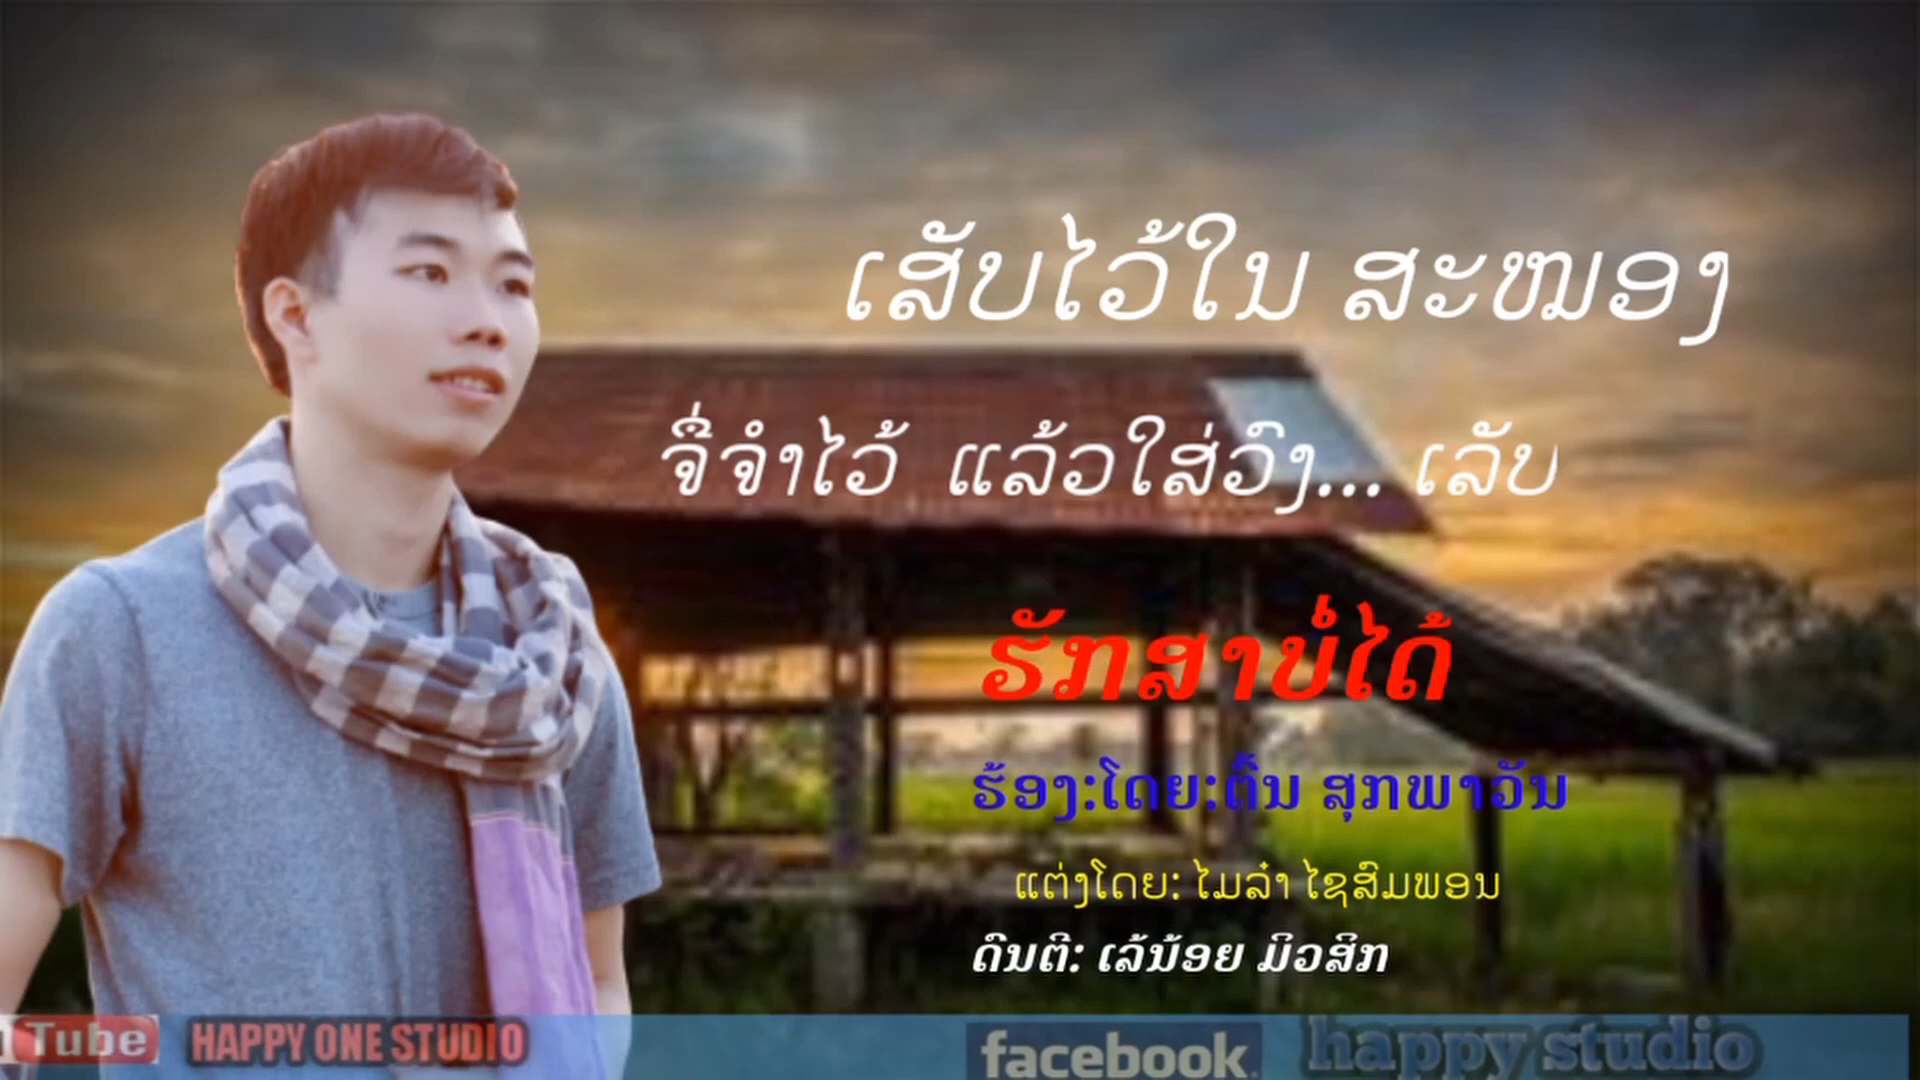 ເສັບໄວ້ໃນ ສະໝອງ
ຈື່ຈຳໄວ້ ແລ້ວໃສ່ວົງ... ເລັບ
ຮັກສາບໍ່ໄດ້
ຮ້ອງ:ໂດຍ:ຕົ້ນ ສຸກພາວັນ
ແຕ່ງໂດຍ: ໄມລ໋າ ໄຊສົມພອນ
ດົນຕີ: ເລ້ນ້ອຍ ມິວສິກ
Tube HAPPY ONE STUDIO facebook. happy studio